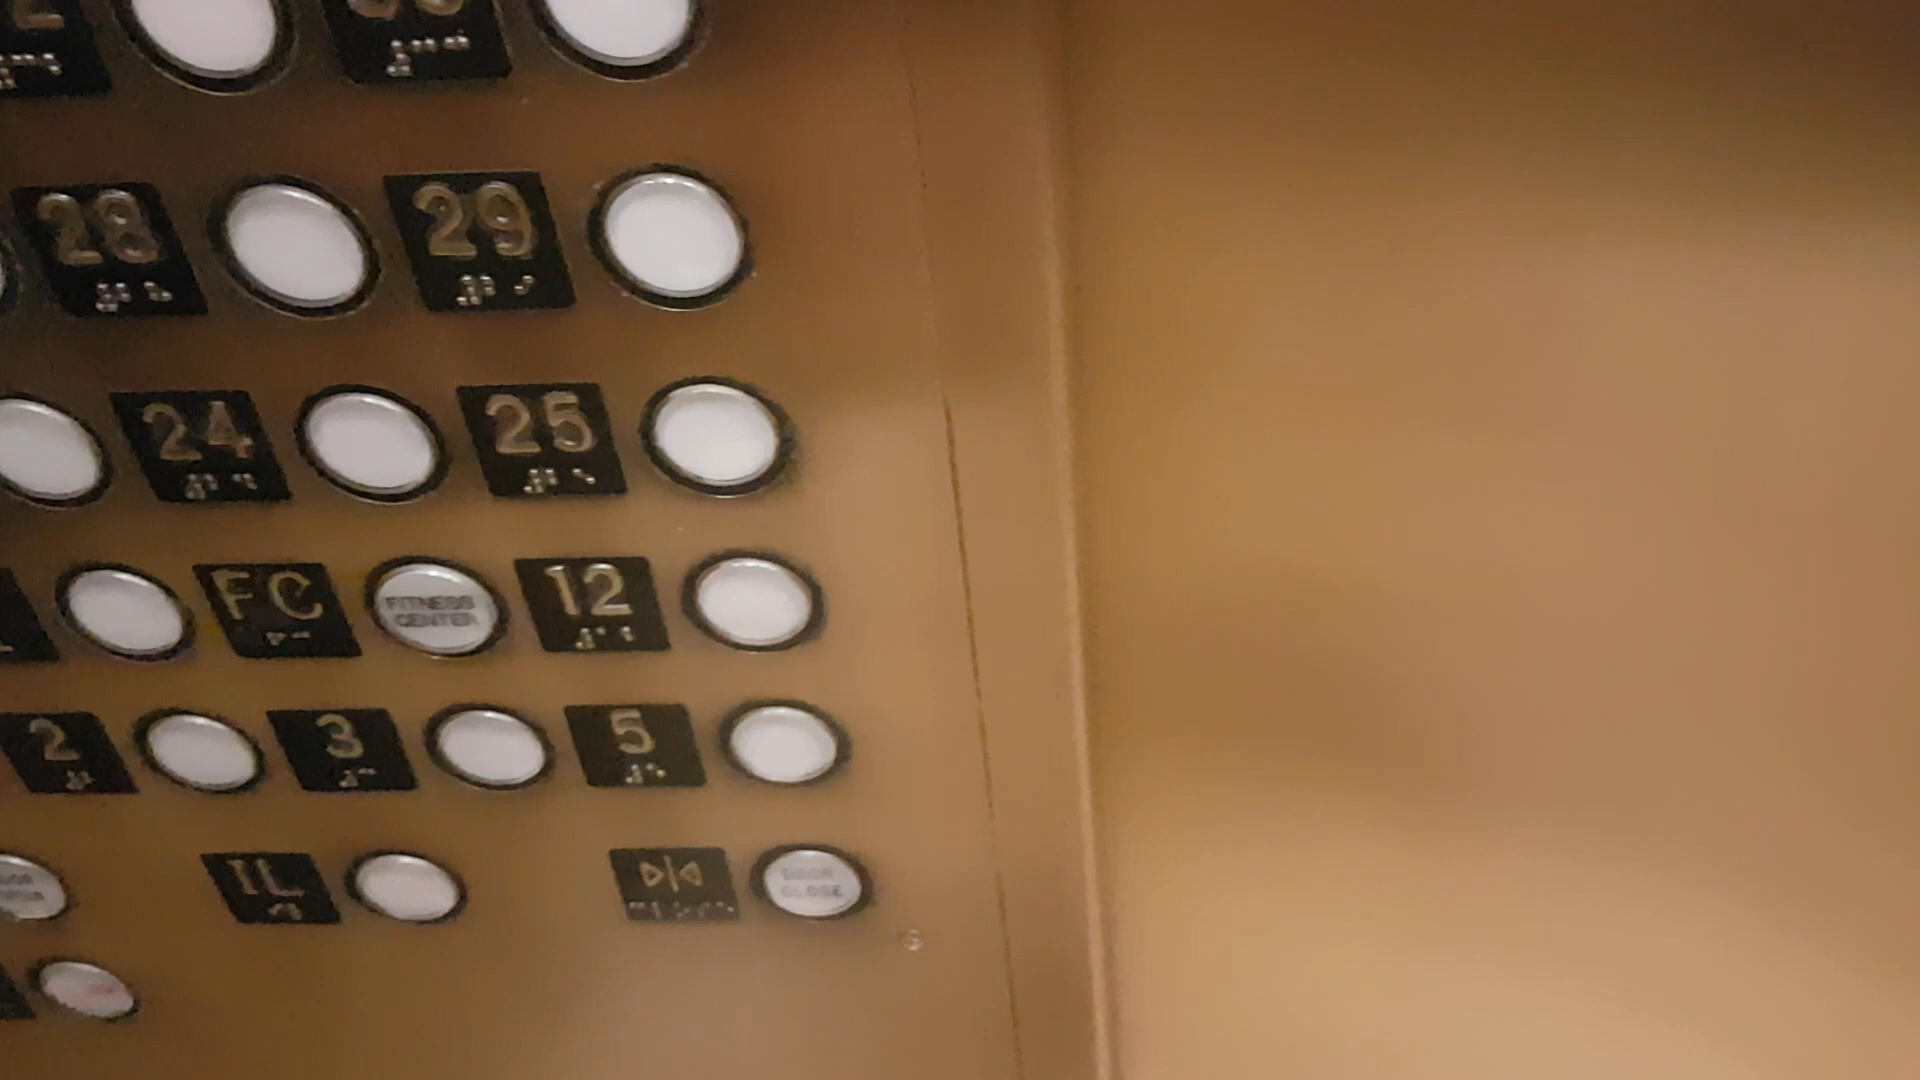 28 29
24 25
FC FITNESS CENTER 12
2 3 5
IL DOOR CLOSE